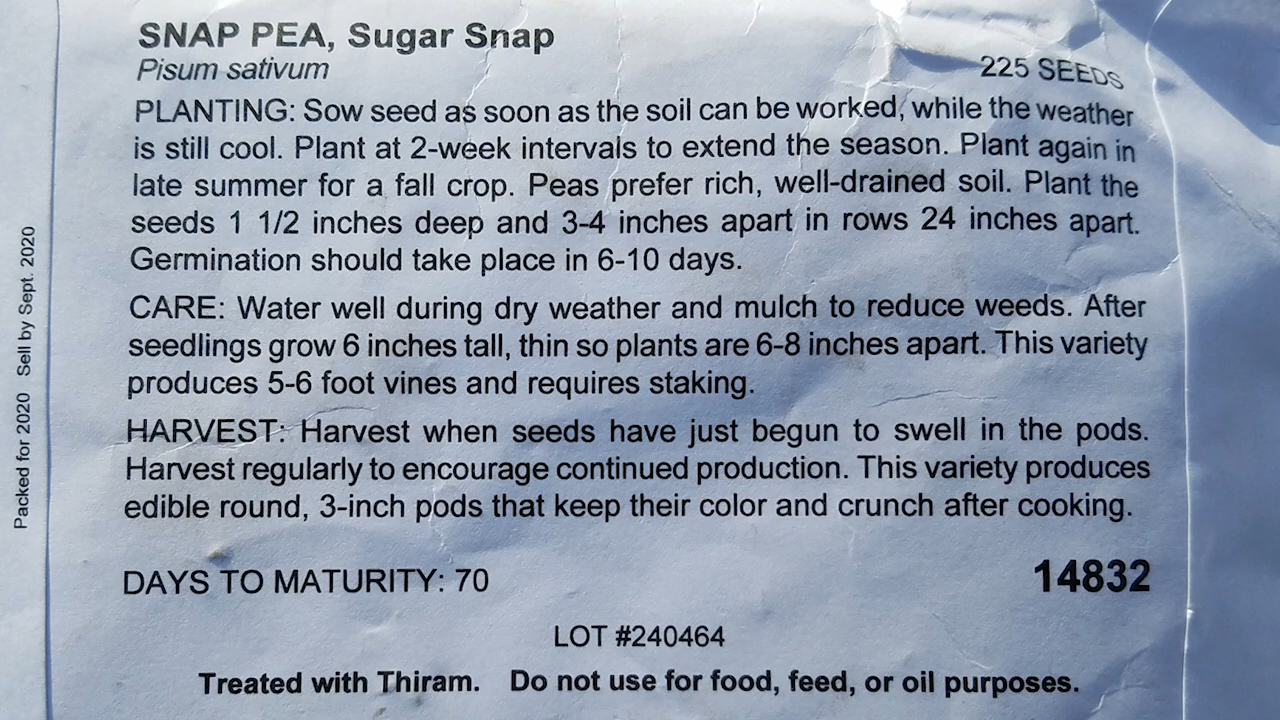 SNAP PEA, Sugar Snap
Pisum sativum
225 SEEDS
PLANTING: Sow seed as soon as the soil can be worked, while the weather
is still cool. Plant at 2-week intervals to extend the season. Plant again in
late summer for a fall crop. Peas prefer rich, well-drained soil. Plant the
seeds 1 1/2 inches deep and 3-4 inches apart in rows 24 inches apart.
Germination should take place in 6-10 days.
CARE: Water well during dry weather and mulch to reduce weeds. After
seedlings grow 6 inches tall, thin so plants are 6-8 inches apart. This variety
produces 5-6 foot vines and requires staking.
HARVEST: Harvest when seeds have just begun to swell in the pods.
Harvest regularly to encourage continued production. This variety produces
edible round, 3-inch pods that keep their color and crunch after cooking.
DAYS TO MATURITY: 70
14832
LOT #240464
Treated with Thiram. Do not use for food, feed, or oil purposes.
Packed for 2020 Sell by Sept. 2020